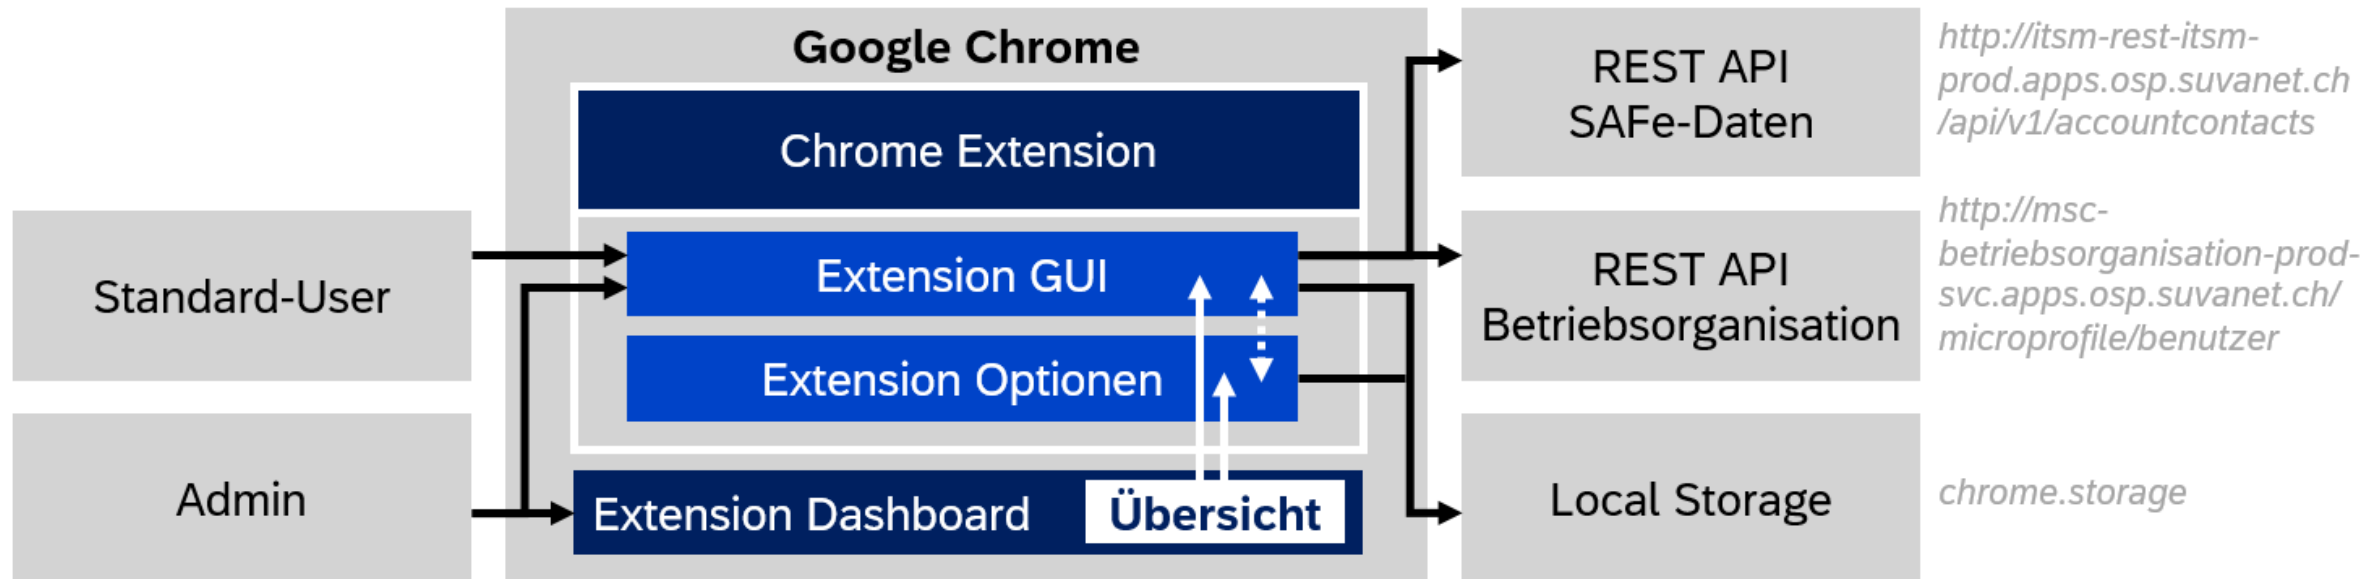 Google Chrome
Chrome Extension
Extension GUI
Extension Optionen
Extension Dashboard
Übersicht
Standard-User
Admin
REST API
SAFe-Daten
http://itsm-rest-itsm-
prod.apps.osp.suvanet.ch
/api/v1/accountcontacts
REST API
Betriebsorganisation
http://msc-
betriebsorganisation-prod-
svc.apps.osp.suvanet.ch/
microprofile/benutzer
Local Storage
chrome.storage